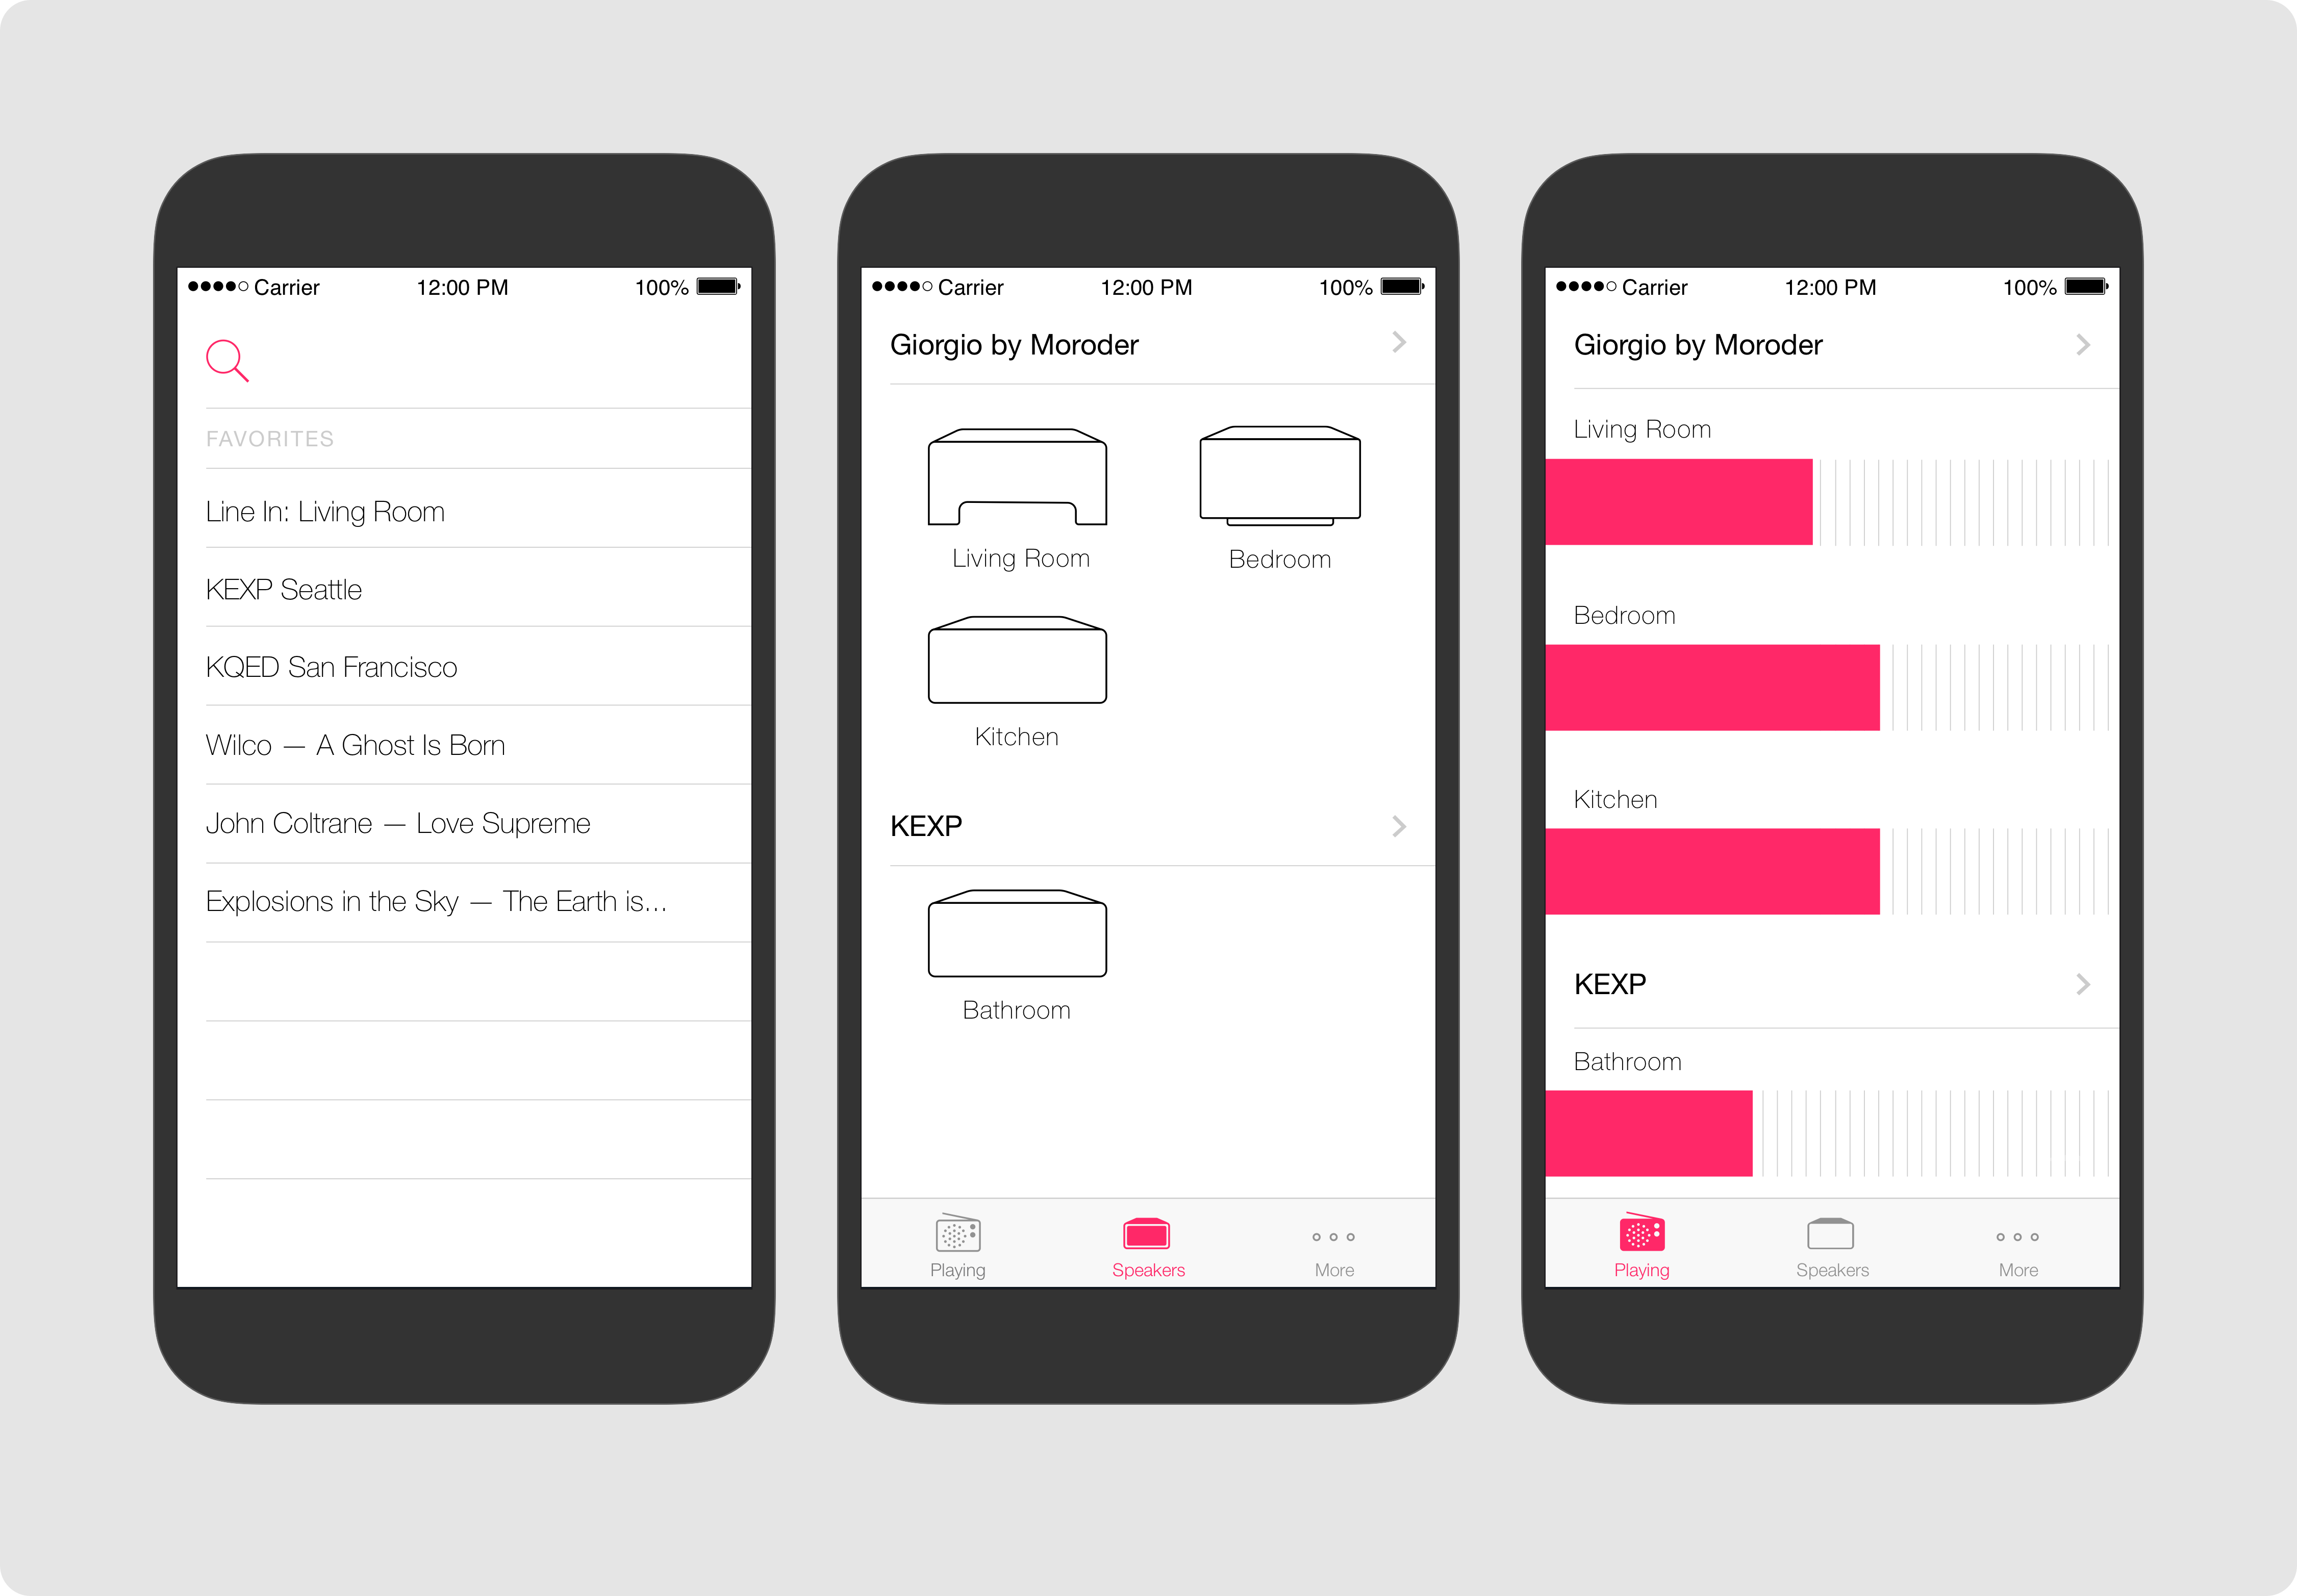 Carrier 12:00 PM 100%
FAVORITES
Line In: Living Room
KEXP Seattle
KQED San Francisco
Wilco — A Ghost Is Born
John Coltrane — Love Supreme
Explosions in the Sky — The Earth is...
Carrier 12:00 PM 100%
Giorgio by Moroder
Living Room
Bedroom
Kitchen
KEXP
Bathroom
Playing
Speakers
More
Carrier 12:00 PM 100%
Giorgio by Moroder
Living Room
Bedroom
Kitchen
KEXP
Bathroom
Playing
Speakers
More